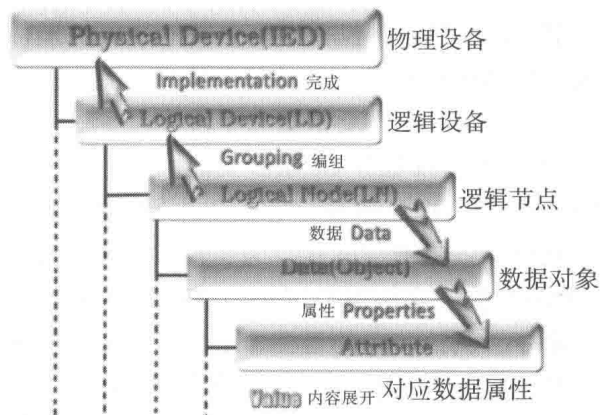 Physical Device(IED) 物理设备
Implementation 完成
Logical Device(LD) 逻辑设备
Grouping 编组
Logical Node(LN) 逻辑节点
数据 Data
Data(Object) 数据对象
属性 Properties
Attribute
Value 内容展开 对应数据属性